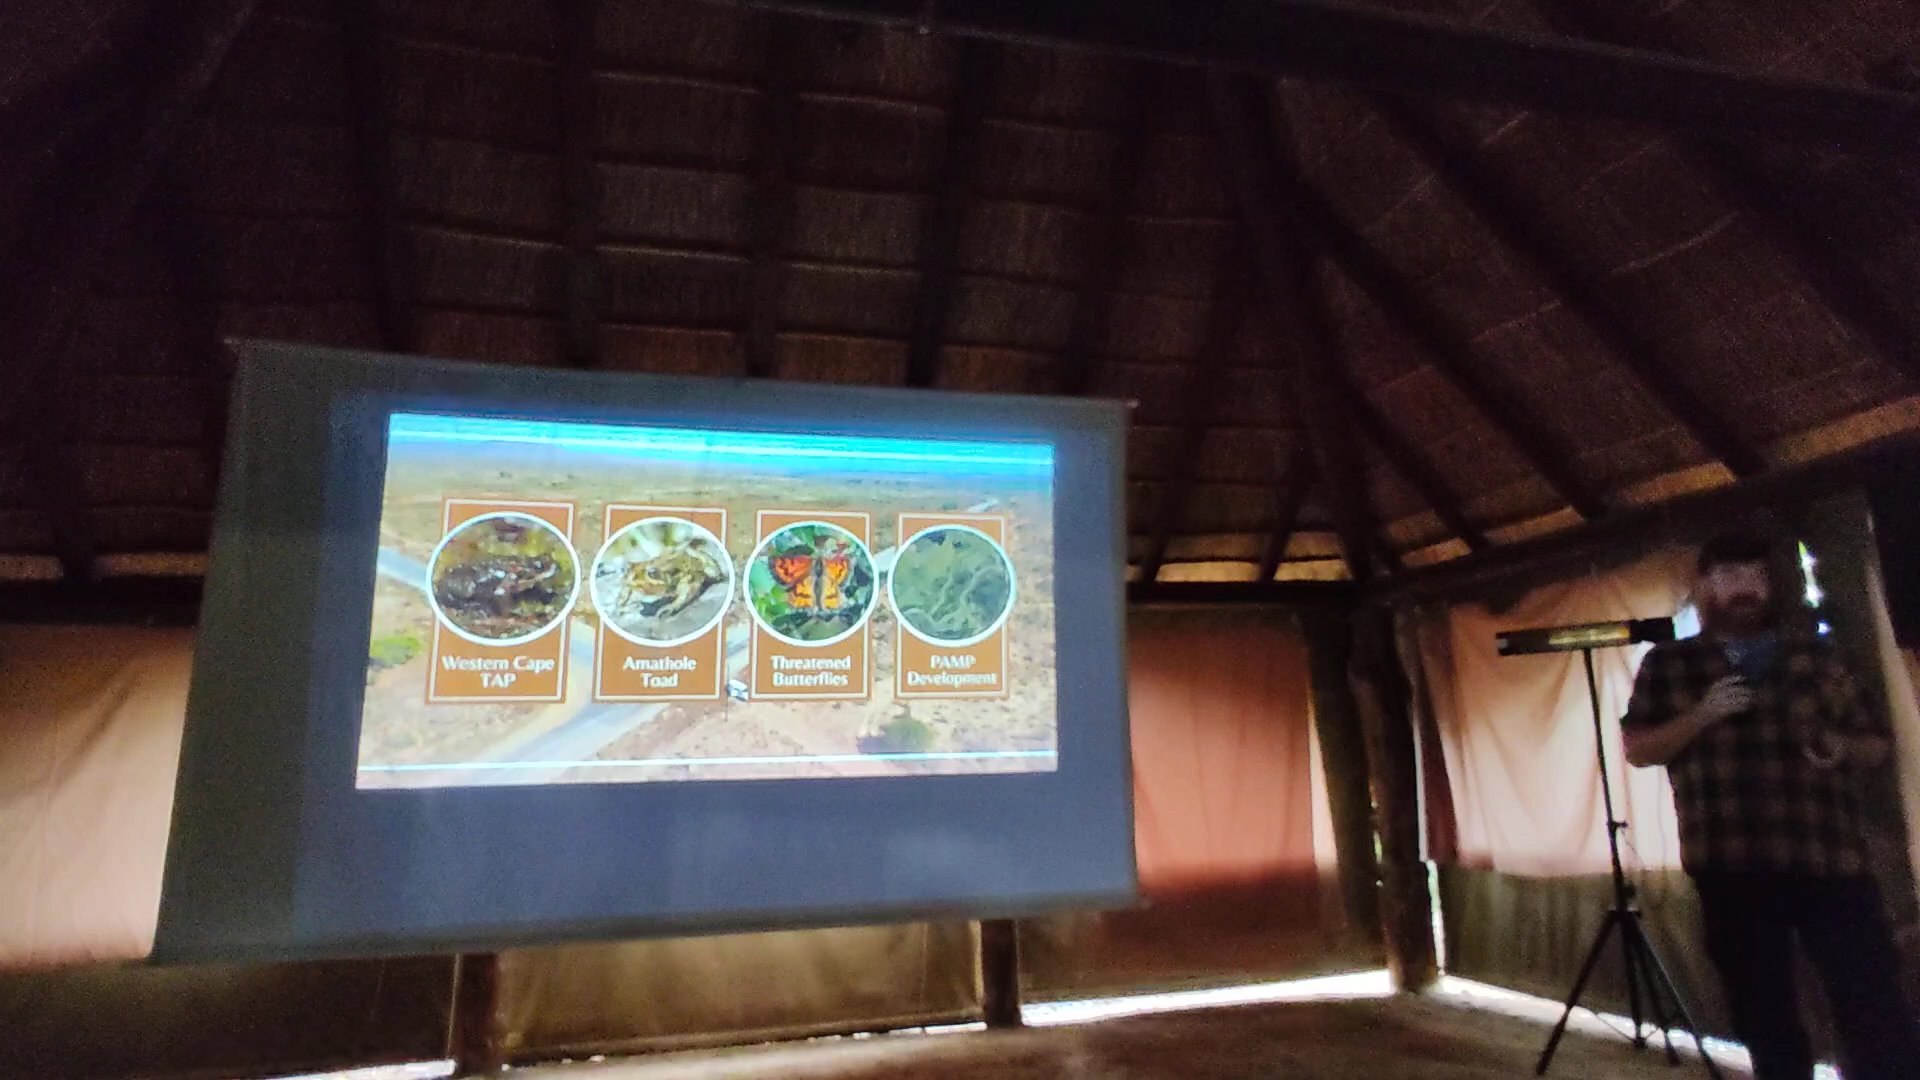 Western Cape
TAP
Amathole
Toad
Threatened
Butterflies
PAMP
Development